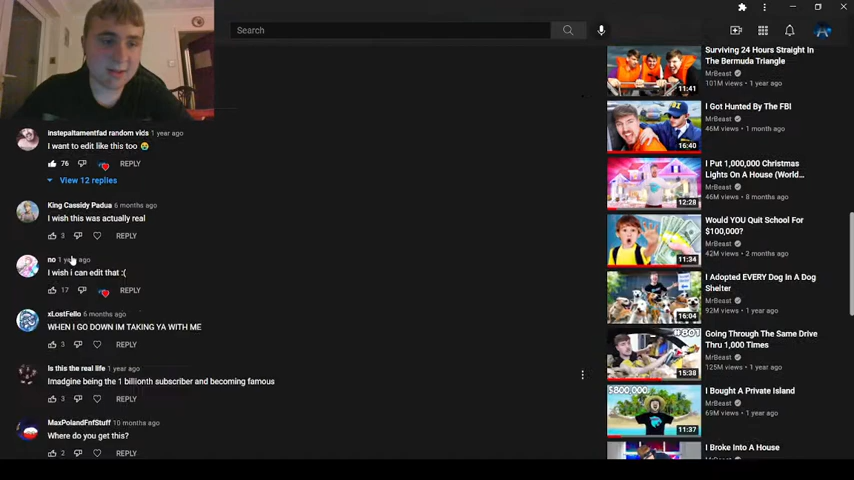 Search
instepaltamentfad random vids 1 year ago
I want to edit like this too 😭
76
REPLY
View 12 replies
King Cassidy Padua 6 months ago
I wish this was actually real
3
REPLY
no 1 year ago
I wish i can edit that :(
17
REPLY
xLostFello 6 months ago
WHEN I GO DOWN IM TAKING YA WITH ME
3
REPLY
Is this the real life 1 year ago
Imadgine being the 1 billionth subscriber and becoming famous
3
REPLY
MaxPolandFnfStuff 10 months ago
Where do you get this?
2
REPLY
11:41
Surviving 24 Hours Straight In
The Bermuda Triangle
MrBeast
101M views • 1 year ago
16:40
I Got Hunted By The FBI
MrBeast
46M views • 1 month ago
12:28
I Put 1,000,000 Christmas
Lights On A House (World...
MrBeast
46M views • 8 months ago
11:34
Would YOU Quit School For
$100,000?
MrBeast
42M views • 2 months ago
16:04
I Adopted EVERY Dog In A Dog
Shelter
MrBeast
92M views • 1 year ago
#801
15:38
Going Through The Same Drive
Thru 1,000 Times
MrBeast
125M views • 1 year ago
$800,000
11:37
I Bought A Private Island
MrBeast
69M views • 1 year ago
I Broke Into A House